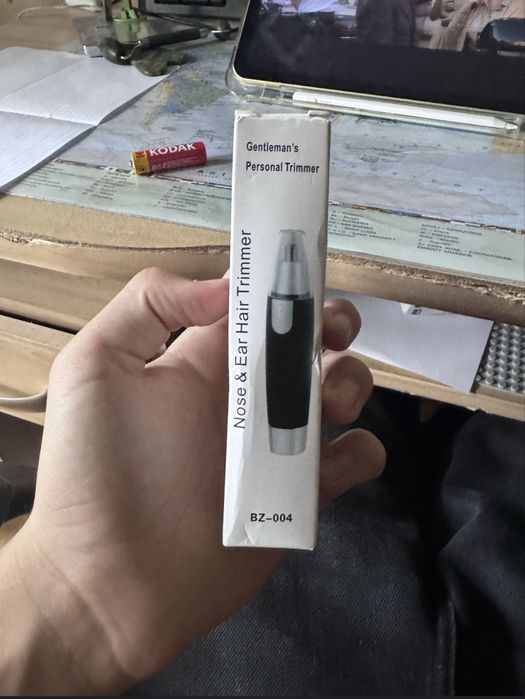 Gentleman's
Personal Trimmer
Nose & Ear Hair Trimmer
BZ-004
KODAK